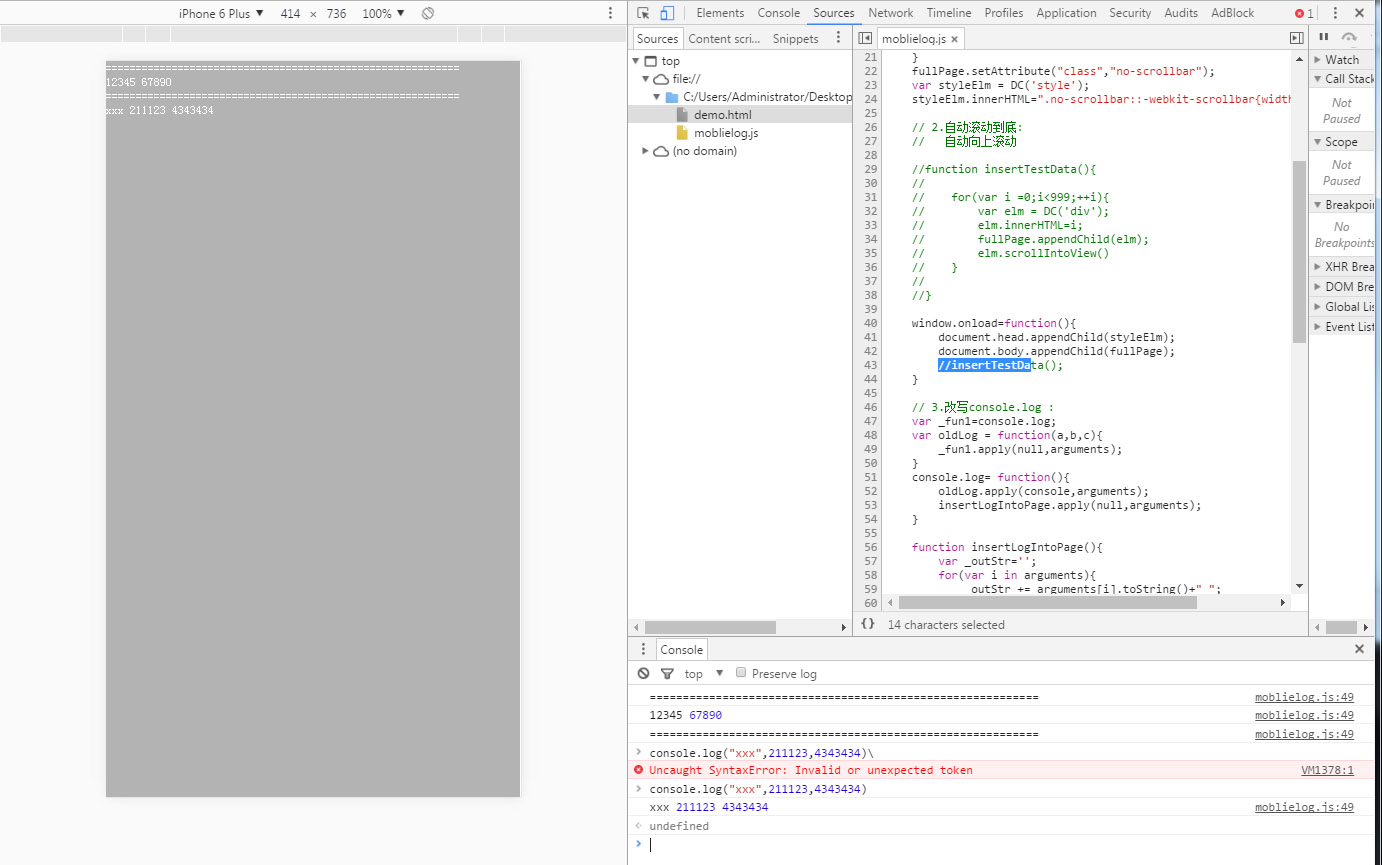 iPhone 6 Plus ▼ 414 × 736 100% ▼
============================================================
12345 67890
============================================================
xxx 211123 4343434
Elements Console Sources Network Timeline Profiles Application Security Audits AdBlock 1
Sources Content scri... Snippets
top
file://
C:/Users/Administrator/Desktop
demo.html
moblielog.js
(no domain)
moblielog.js ×
21 }
22 fullPage.setAttribute("class","no-scrollbar");
23 var styleElm = DC('style');
24 styleElm.innerHTML=".no-scrollbar::-webkit-scrollbar{width
25
26 // 2.自动滚动到底:
27 // 自动向上滚动
28
29 //function insertTestData(){
30 //
31 // for(var i =0;i<999;++i){
32 // var elm = DC('div');
33 // elm.innerHTML=i;
34 // fullPage.appendChild(elm);
35 // elm.scrollIntoView()
36 // }
37 //
38 //}
39
40 window.onload=function(){
41 document.head.appendChild(styleElm);
42 document.body.appendChild(fullPage);
43 //insertTestData();
44 }
45
46 // 3.改写console.log :
47 var _fun1=console.log;
48 var oldLog = function(a,b,c){
49 _fun1.apply(null,arguments);
50 }
51 console.log= function(){
52 oldLog.apply(console,arguments);
53 insertLogIntoPage.apply(null,arguments);
54 }
55
56 function insertLogIntoPage(){
57 var _outStr='';
58 for(var i in arguments){
59 _outStr += arguments[i].toString()+" ";
60
{} 14 characters selected
Watch
Call Stack
Not
Paused
Scope
Not
Paused
Breakpoi
No
Breakpoints
XHR Brea
DOM Bre
Global Lis
Event List
Console
top ▼ Preserve log
=========================================================== moblielog.js:49
12345 67890 moblielog.js:49
=========================================================== moblielog.js:49
console.log("xxx",211123,4343434)\
Uncaught SyntaxError: Invalid or unexpected token VM1378:1
console.log("xxx",211123,4343434)
xxx 211123 4343434 moblielog.js:49
undefined